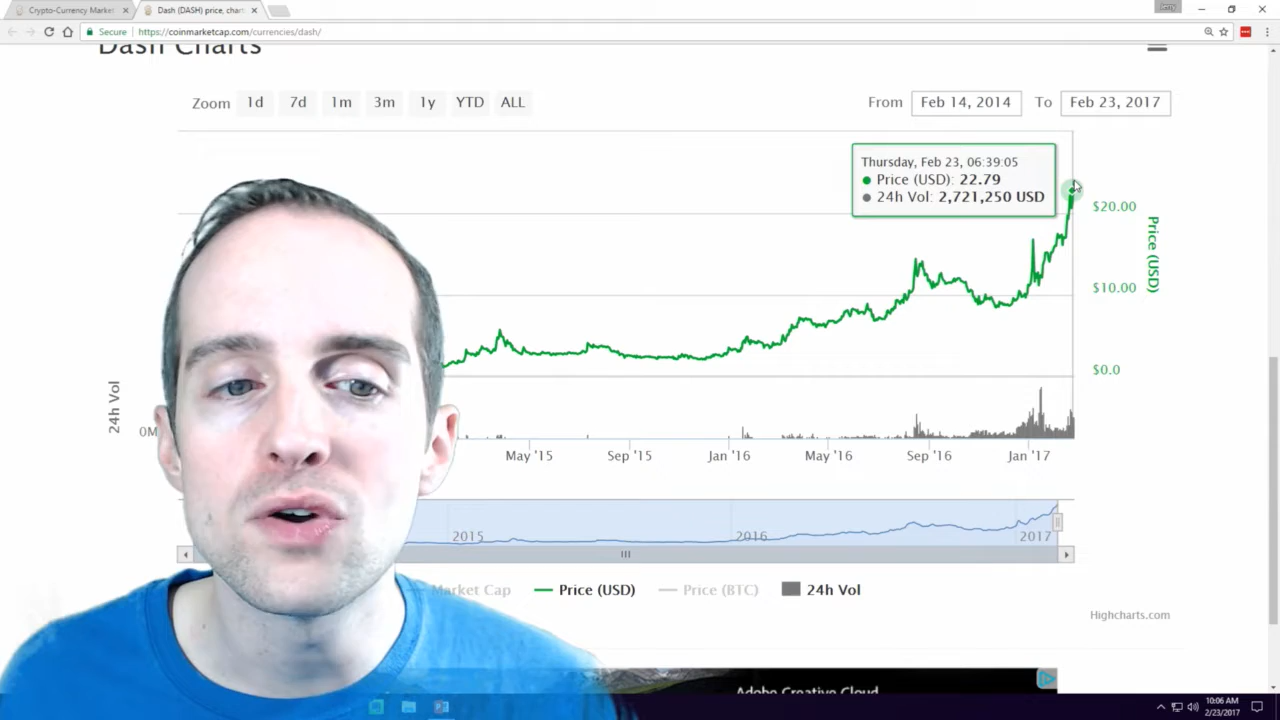 Crypto-Currency Market
Dash (DASH) price, chart
Jerry
Secure https://coinmarketcap.com/currencies/dash/
Dash Charts
Zoom 1d 7d 1m 3m 1y YTD ALL
From Feb 14, 2014 To Feb 23, 2017
Thursday, Feb 23, 06:39:05
Price (USD): 22.79
24h Vol: 2,721,250 USD
$20.00
$10.00
$0.0
Price (USD)
24h Vol
0M
May '15 Sep '15 Jan '16 May '16 Sep '16 Jan '17
2015 2016 2017
Market Cap Price (USD) Price (BTC) 24h Vol
Highcharts.com
Adobe Creative Cloud
10:06 AM
2/23/2017